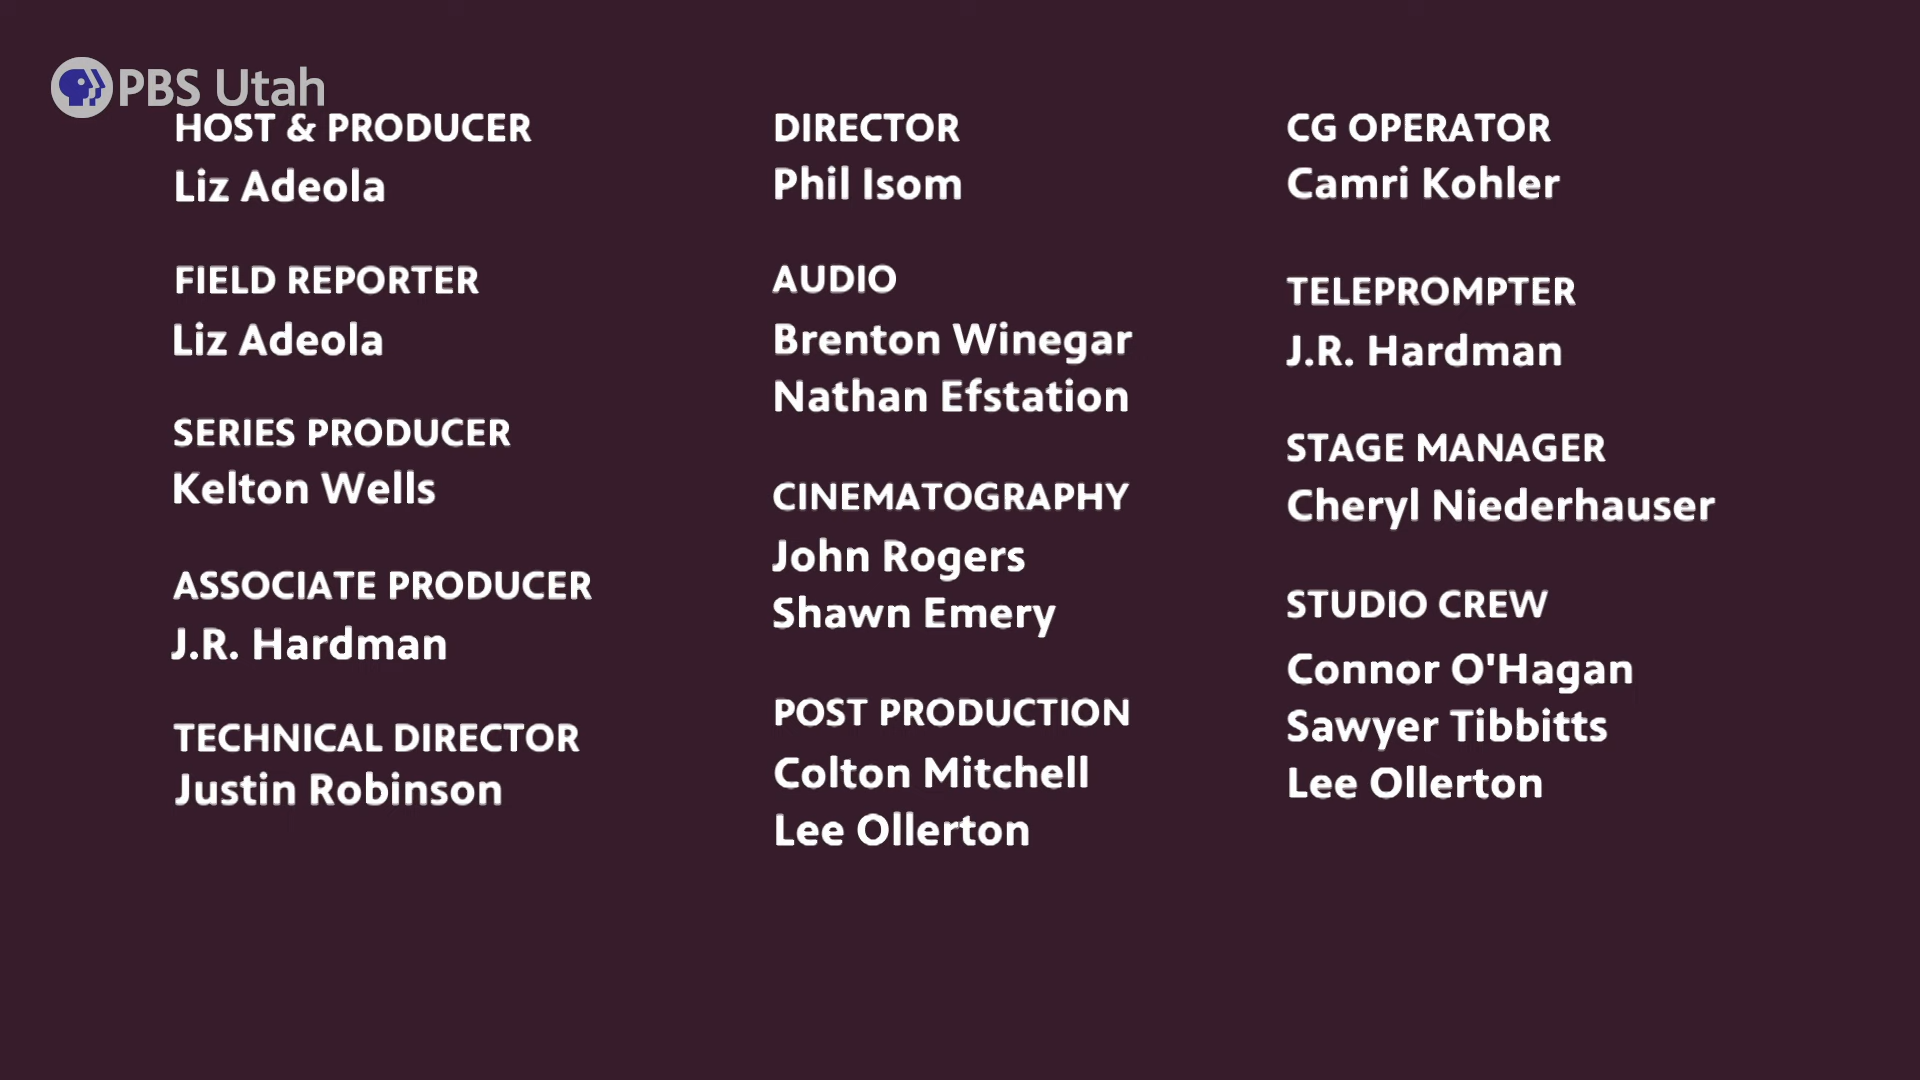 PBS Utah
HOST & PRODUCER
Liz Adeola
FIELD REPORTER
Liz Adeola
SERIES PRODUCER
Kelton Wells
ASSOCIATE PRODUCER
J.R. Hardman
TECHNICAL DIRECTOR
Justin Robinson
DIRECTOR
Phil Isom
AUDIO
Brenton Winegar
Nathan Efstation
CINEMATOGRAPHY
John Rogers
Shawn Emery
POST PRODUCTION
Colton Mitchell
Lee Ollerton
CG OPERATOR
Camri Kohler
TELEPROMPTER
J.R. Hardman
STAGE MANAGER
Cheryl Niederhauser
STUDIO CREW
Connor O'Hagan
Sawyer Tibbitts
Lee Ollerton